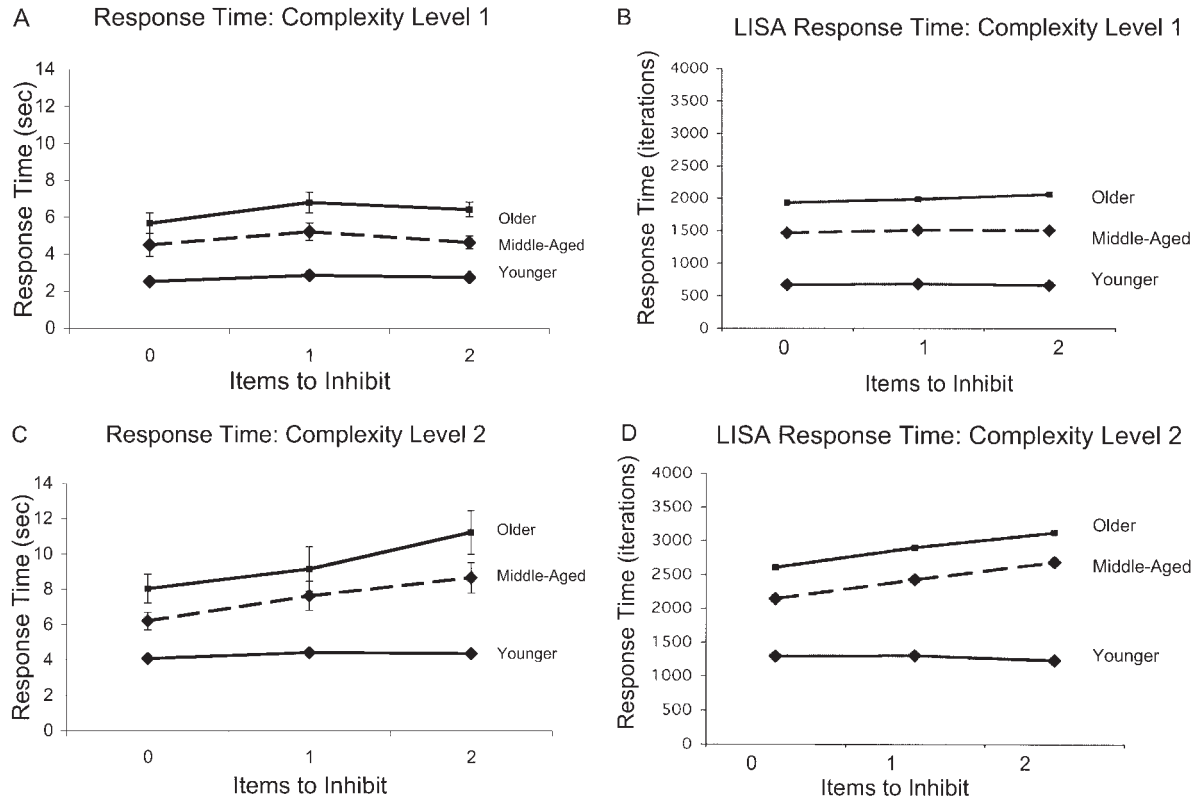 A
Response Time: Complexity Level 1
Response Time (sec)
14
12
10
8
6
4
2
0
Older
Middle-Aged
Younger
0 1 2
Items to Inhibit
B
LISA Response Time: Complexity Level 1
Response Time (iterations)
4000
3500
3000
2500
2000
1500
1000
500
0
Older
Middle-Aged
Younger
0 1 2
Items to Inhibit
C
Response Time: Complexity Level 2
Response Time (sec)
14
12
10
8
6
4
2
0
Older
Middle-Aged
Younger
0 1 2
Items to Inhibit
D
LISA Response Time: Complexity Level 2
Response Time (iterations)
4000
3500
3000
2500
2000
1500
1000
500
0
Older
Middle-Aged
Younger
0 1 2
Items to Inhibit